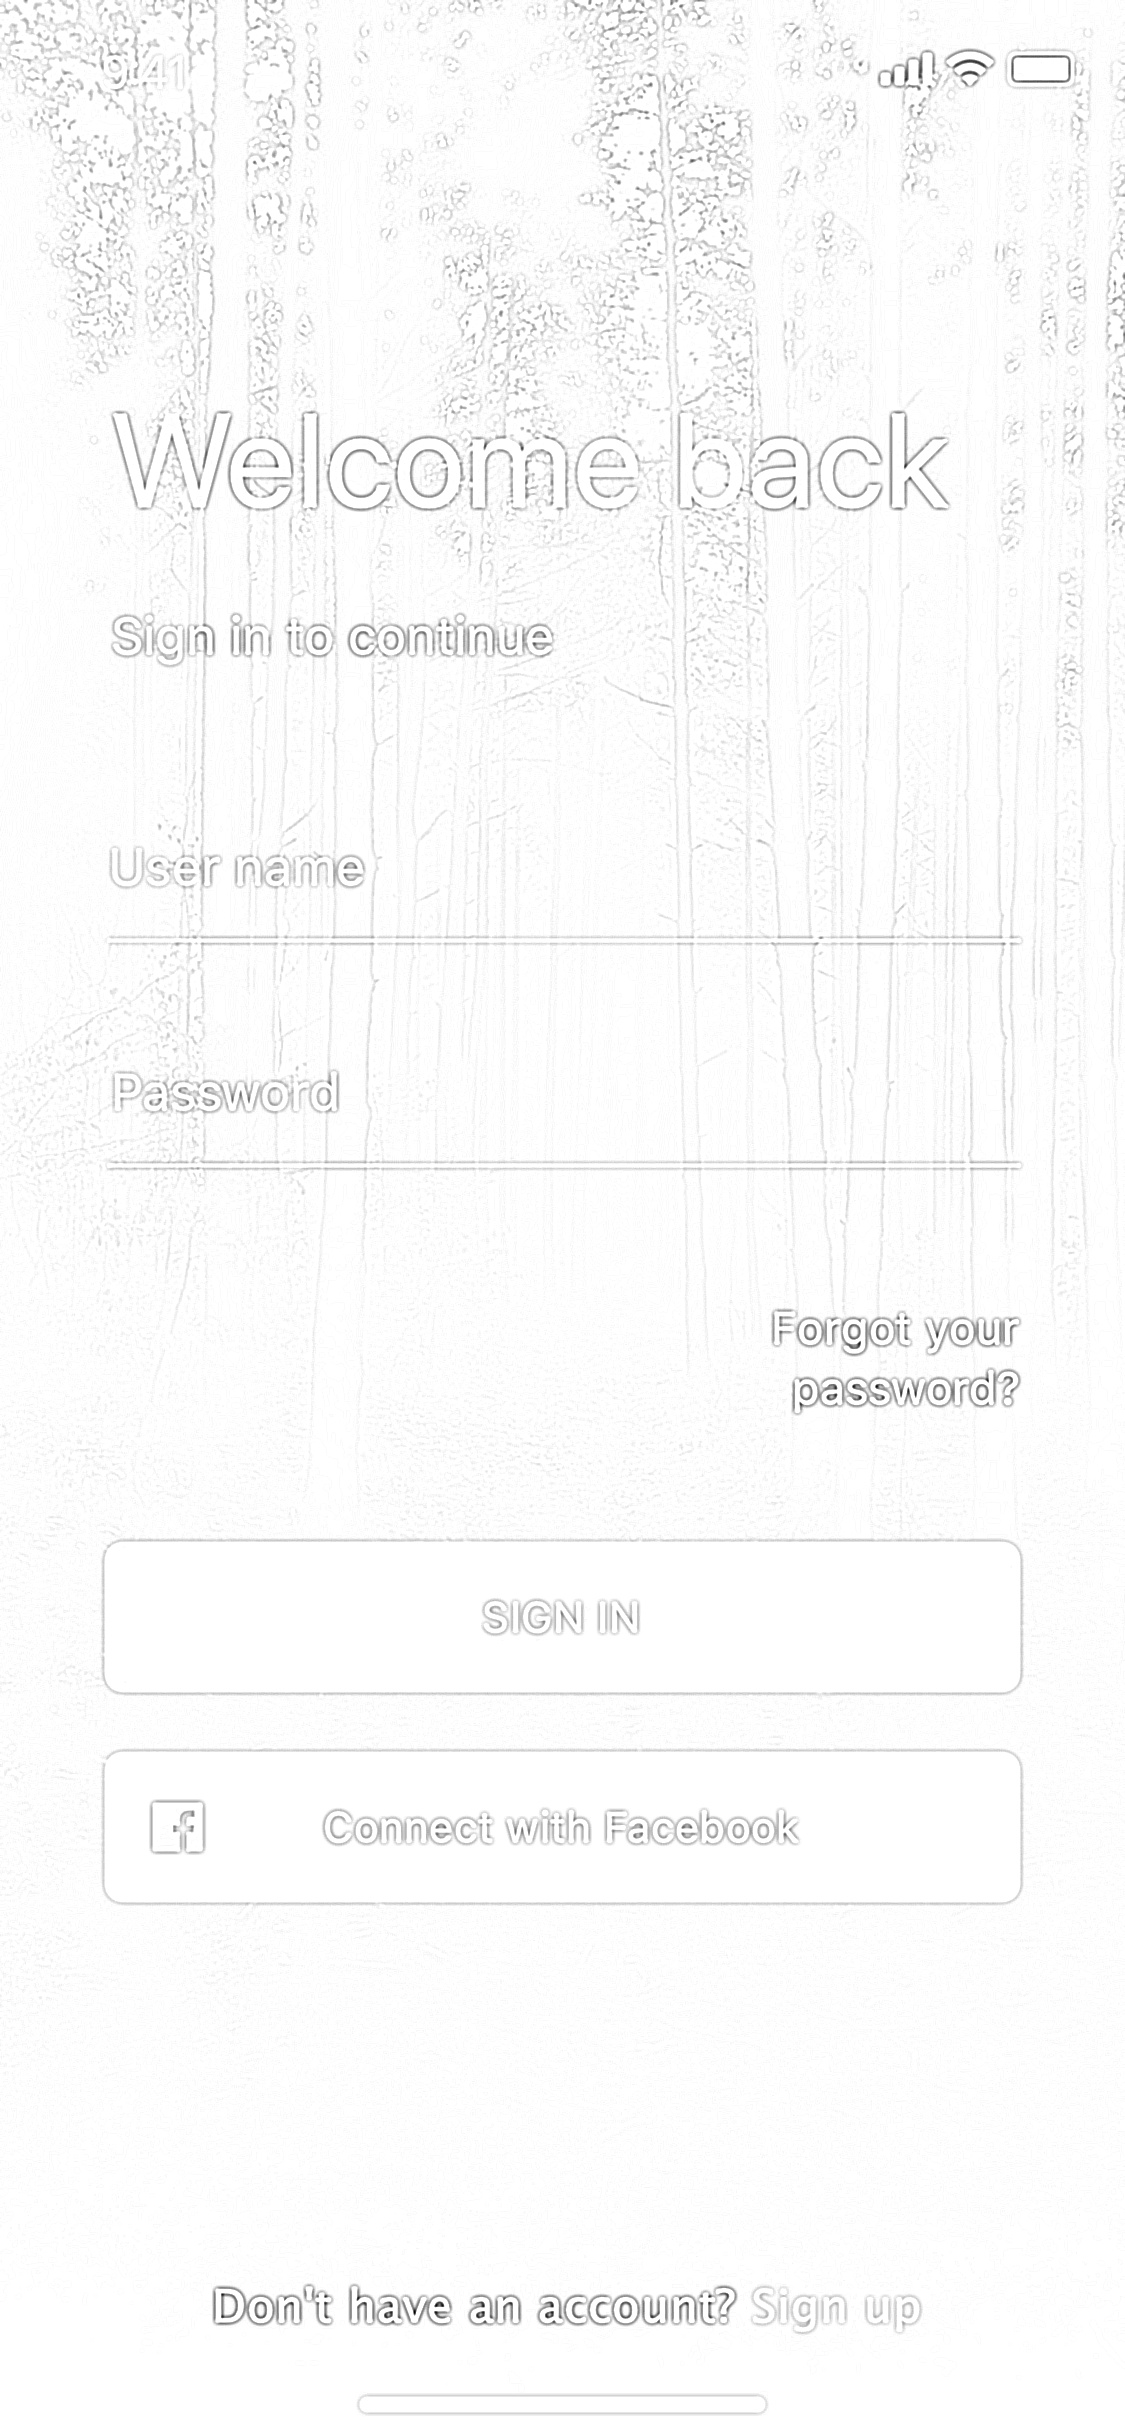 9:41
Welcome back
Sign in to continue
User name
Password
Forgot your
password?
SIGN IN
Connect with Facebook
Don't have an account? Sign up